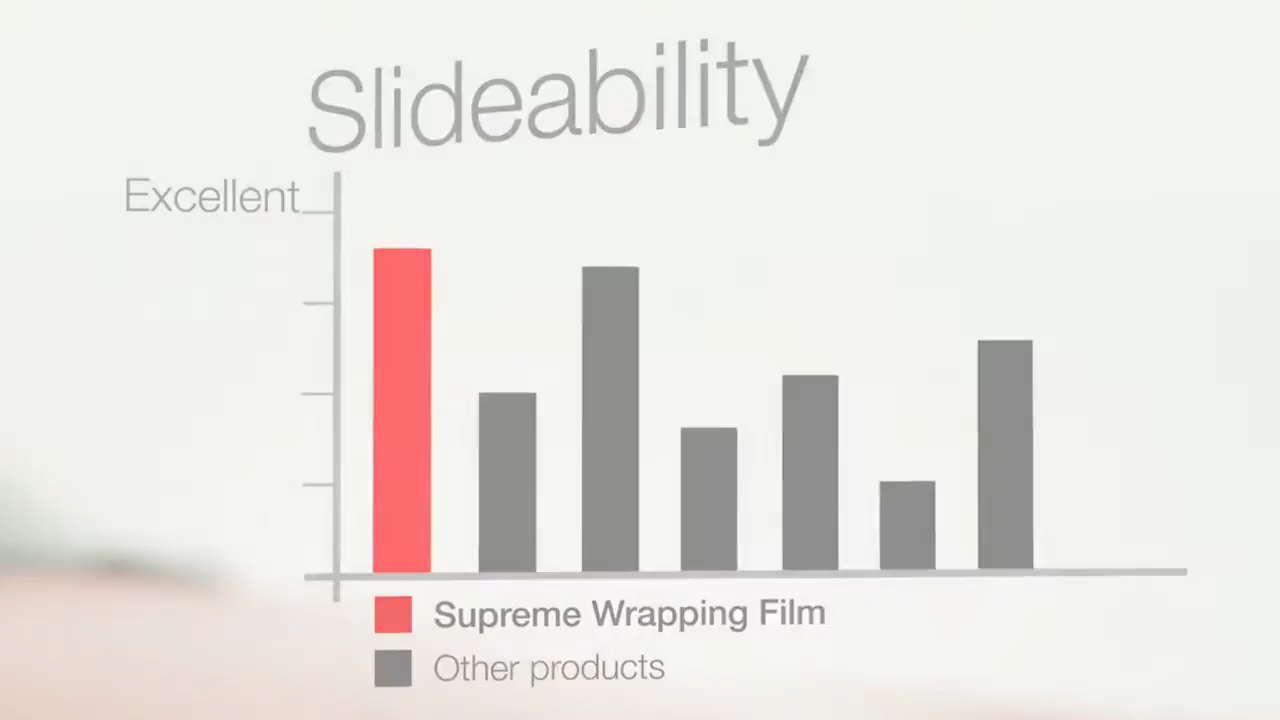 Slideability
Excellent
Supreme Wrapping Film
Other products